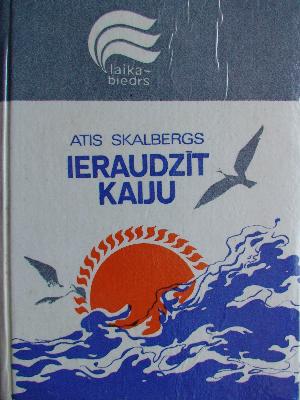 laika-
biedrs
ATIS SKALBERGS
IERAUDZĪT
KAIJU